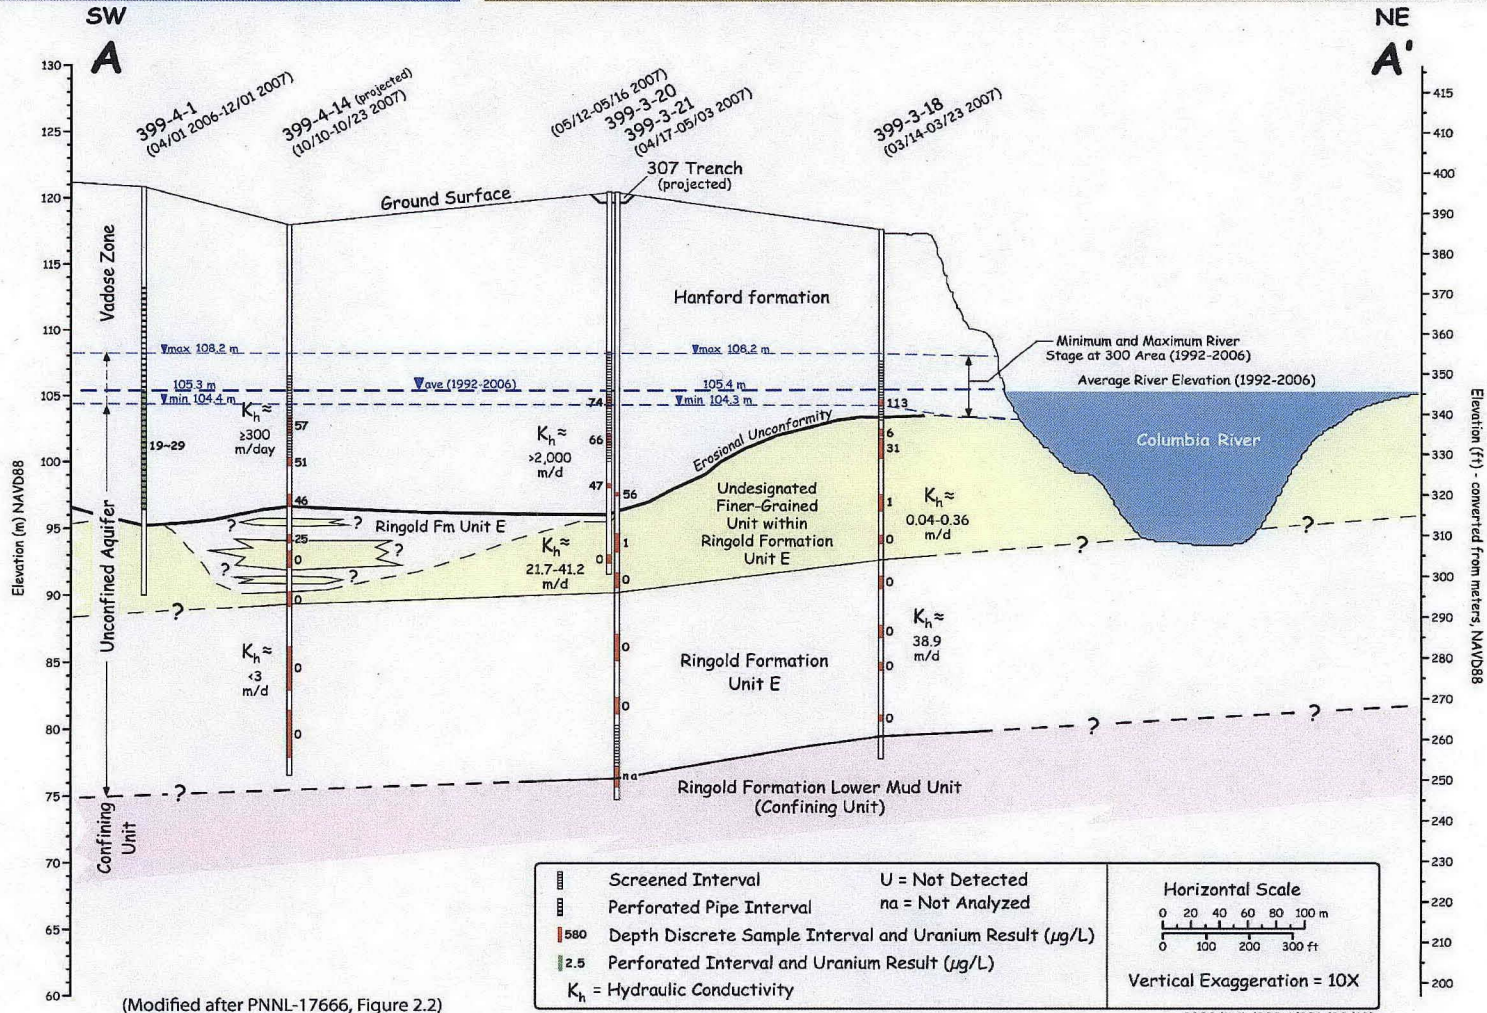 SW
A
NE
A'
399-4-1
(04/01 2006-12/01 2007)
399-4-14 (projected)
(10/10-10/23 2007)
(05/12-05/16 2007)
399-3-20
399-3-21
(04/17-05/03 2007)
399-3-18
(03/14-03/23 2007)
307 Trench
(projected)
Ground Surface
Elevation (m) NAVD88
130
125
120
115
110
105
100
95
90
85
80
75
70
65
60
Elevation (ft) - converted from meters, NAVD88
415
410
400
390
380
370
360
350
340
330
320
310
300
290
280
270
260
250
240
230
220
210
200
Vadose Zone
Unconfined Aquifer
Confining
Unit
Hanford formation
max 108.2 m
max 108.2 m
105.3 m
ave (1992-2006)
105.4 m
min 104.4 m
min 104.3 m
Minimum and Maximum River
Stage at 300 Area (1992-2006)
Average River Elevation (1992-2006)
Columbia River
19~29
Kh≈
≥300
m/day
57
51
46
25
0
0
0
0
Kh≈
>2,000
m/d
74
66
47
0
56
1
0
0
0
na
113
6
31
1
0
0
0
0
0
Erosional Unconformity
Undesignated
Finer-Grained
Unit within
Ringold Formation
Unit E
Kh≈
0.04-0.36
m/d
Ringold Fm Unit E
?
?
?
?
?
Kh≈
21.7-41.2
m/d
?
?
?
Kh≈
<3
m/d
Kh≈
38.9
m/d
Ringold Formation
Unit E
?
?
?
Ringold Formation Lower Mud Unit
(Confining Unit)
Screened Interval
U = Not Detected
Perforated Pipe Interval
na = Not Analyzed
580 Depth Discrete Sample Interval and Uranium Result (µg/L)
2.5 Perforated Interval and Uranium Result (µg/L)
Kh = Hydraulic Conductivity
Horizontal Scale
0 20 40 60 80 100 m
0 100 200 300 ft
Vertical Exaggeration = 10X
(Modified after PNNL-17666, Figure 2.2)